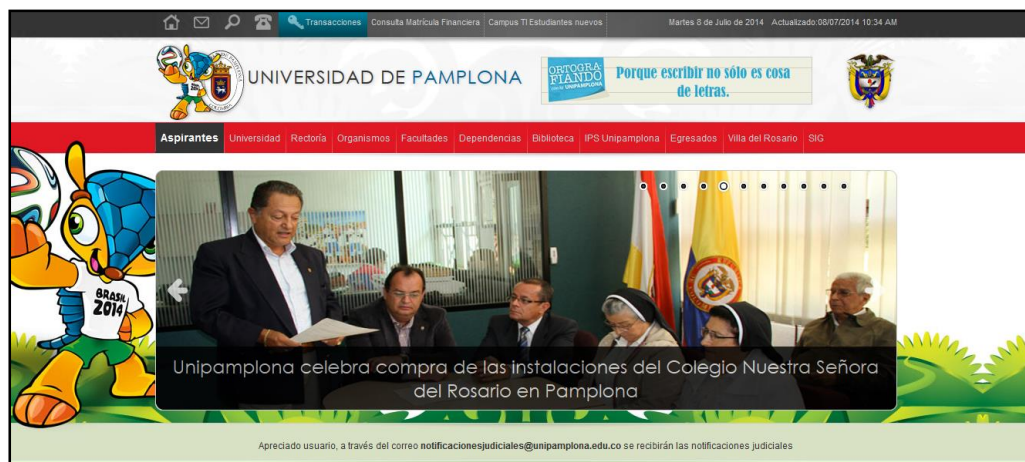 Transacciones Consulta Matrícula Financiera Campus TI Estudiantes nuevos Martes 8 de Julio de 2014 Actualizado:08/07/2014 10:34 AM
UNIVERSIDAD DE PAMPLONA
ORTOGRA-
FIANDO
Porque escribir no sólo es cosa
de letras.
Aspirantes Universidad Rectoría Organismos Facultades Dependencias Biblioteca IPS Unipamplona Egresados Villa del Rosario SIG
BRASIL
2014
Unipamplona celebra compra de las instalaciones del Colegio Nuestra Señora
del Rosario en Pamplona
Apreciado usuario, a través del correo notificacionesjudiciales@unipamplona.edu.co se recibirán las notificaciones judiciales